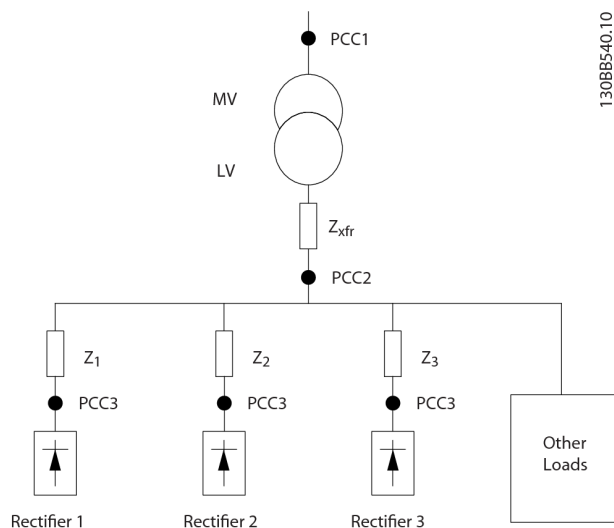 130BB540.10
PCC1
MV
LV
Zxfr
PCC2
Z1
Z2
Z3
PCC3
PCC3
PCC3
Other
Loads
Rectifier 1
Rectifier 2
Rectifier 3